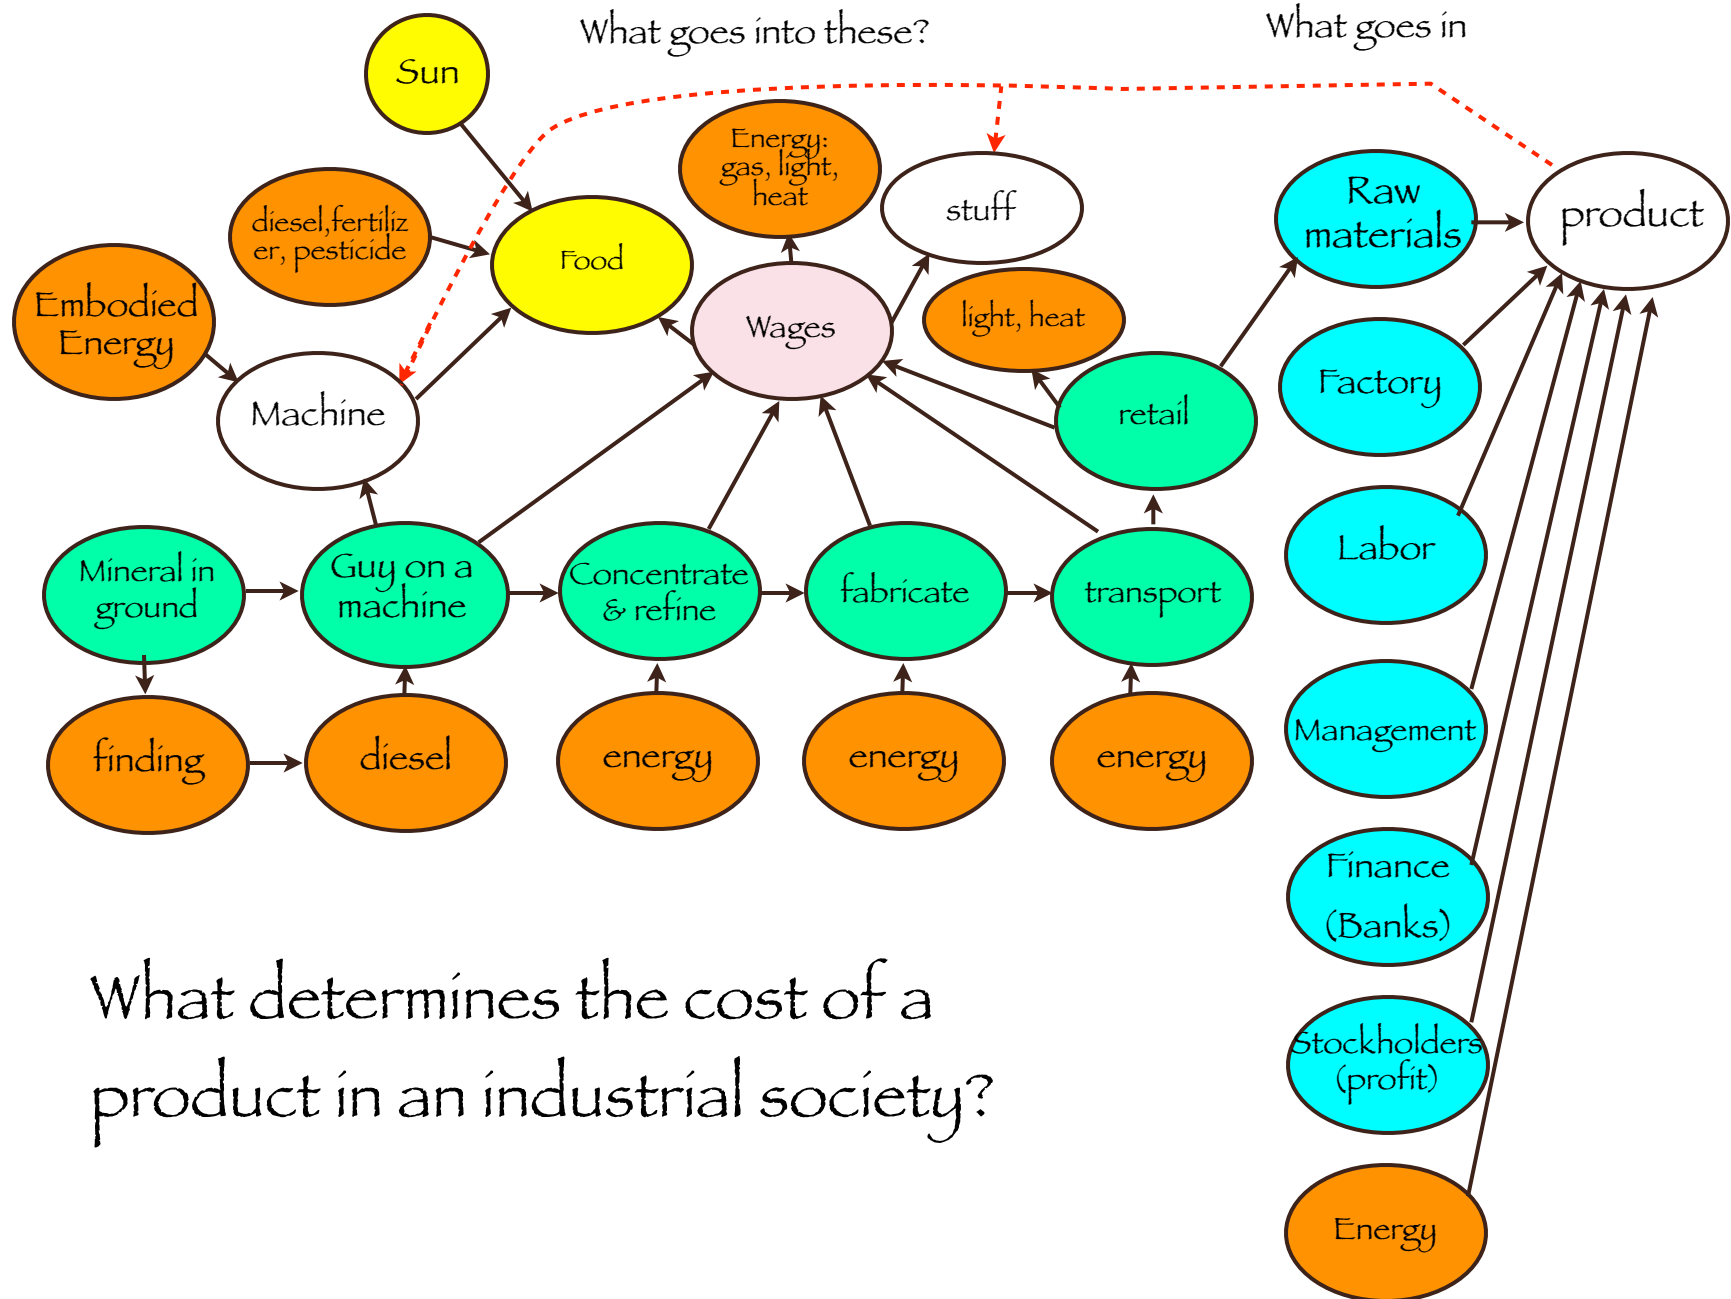 What goes into these?
What goes in
Sun
Energy:
gas, light,
heat
stuff
Raw
materials
product
diesel,fertiliz
er, pesticide
Food
Embodied
Energy
Wages
light, heat
Factory
Machine
retail
Mineral in
ground
Guy on a
machine
Concentrate
& refine
fabricate
transport
Labor
finding
diesel
energy
energy
energy
Management
Finance
(Banks)
What determines the cost of a
product in an industrial society?
Stockholders
(profit)
Energy